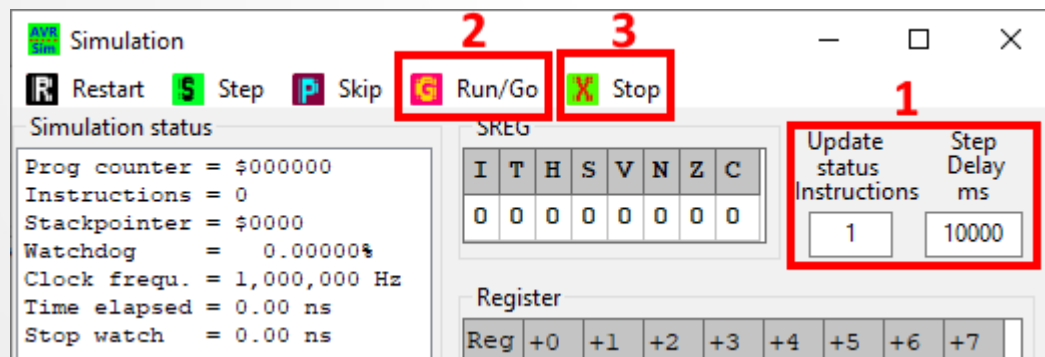 AVR
Sim
Simulation
2
3
Restart Step Skip Run/Go Stop
1
Simulation status
Prog counter = $000000
Instructions = 0
Stackpointer = $0000
Watchdog = 0.00000%
Clock frequ. = 1,000,000 Hz
Time elapsed = 0.00 ns
Stop watch = 0.00 ns
SREG
I T H S V N Z C
0 0 0 0 0 0 0 0
Update
status
Instructions
1
Step
Delay
ms
10000
Register
Reg +0 +1 +2 +3 +4 +5 +6 +7